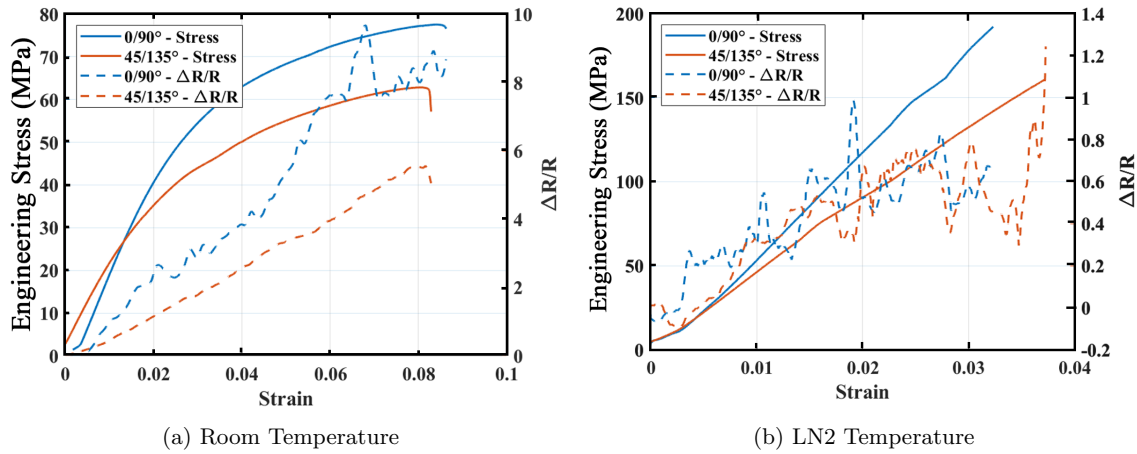 80
70
60
50
40
30
20
10
0
Engineering Stress (MPa)
0/90° - Stress
45/135° - Stress
0/90° - △R/R
45/135° - △R/R
10
8
6
4
2
0
ΔR/R
0
0.02
0.04
0.06
0.08
0.1
Strain
(a) Room Temperature
200
150
100
50
0
Engineering Stress (MPa)
0/90° - Stress
45/135° - Stress
0/90° - △R/R
45/135° - △R/R
1.4
1.2
1
0.8
0.6
0.4
0.2
0
-0.2
ΔR/R
0
0.01
0.02
0.03
0.04
Strain
(b) LN2 Temperature